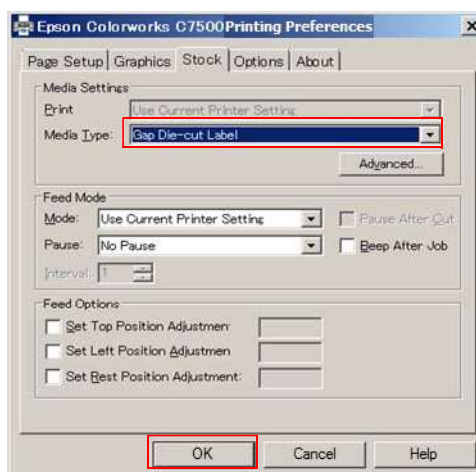 Epson Colorworks C7500Printing Preferences
Page Setup Graphics Stock Options About
Media Settings
Print Use Current Printer Setting
Media Type: Gap Die-cut Label
Advanced...
Feed Mode
Mode: Use Current Printer Setting Pause After Cut
Pause: No Pause Beep After Job
Interval: 1
Feed Options
Set Top Position Adjustmen
Set Left Position Adjustmen
Set Rest Position Adjustment:
OK Cancel Help